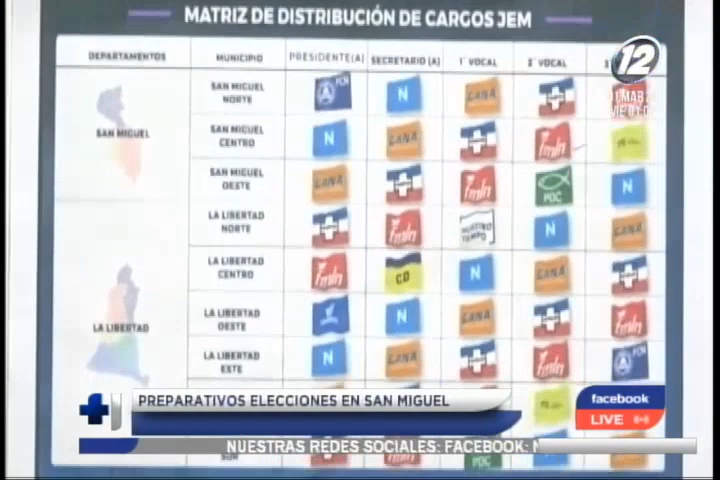 MATRIZ DE DISTRIBUCIÓN DE CARGOS JEM
DEPARTAMENTOS MUNICIPIO PRESIDENTE(A) SECRETARIO (A) 1° VOCAL 2° VOCAL
12
SAN MIGUEL NORTE PCN N GANA
SAN MIGUEL
SAN MIGUEL CENTRO N GANA fmln
SAN MIGUEL OESTE GANA fmln PDC N
LA LIBERTAD NORTE fmln NUESTRO TIEMPO N GANA
LA LIBERTAD CENTRO fmln CD N GANA
LA LIBERTAD
LA LIBERTAD OESTE N GANA fmln
LA LIBERTAD ESTE N GANA fmln PCN
PREPARATIVOS ELECCIONES EN SAN MIGUEL
facebook
LIVE
NUESTRAS REDES SOCIALES: FACEBOOK:
PDC